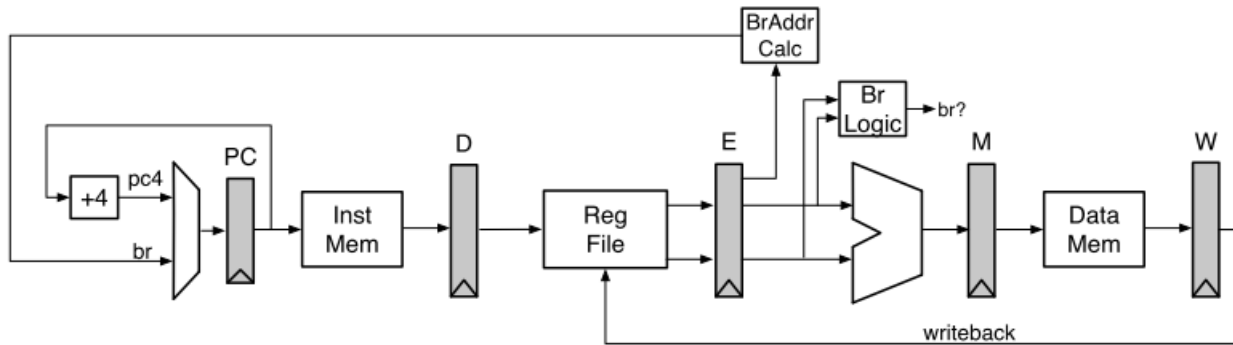 BrAddr
Calc
Br
Logic
br?
PC
D
E
M
W
+4
pc4
br
Inst
Mem
Reg
File
Data
Mem
writeback